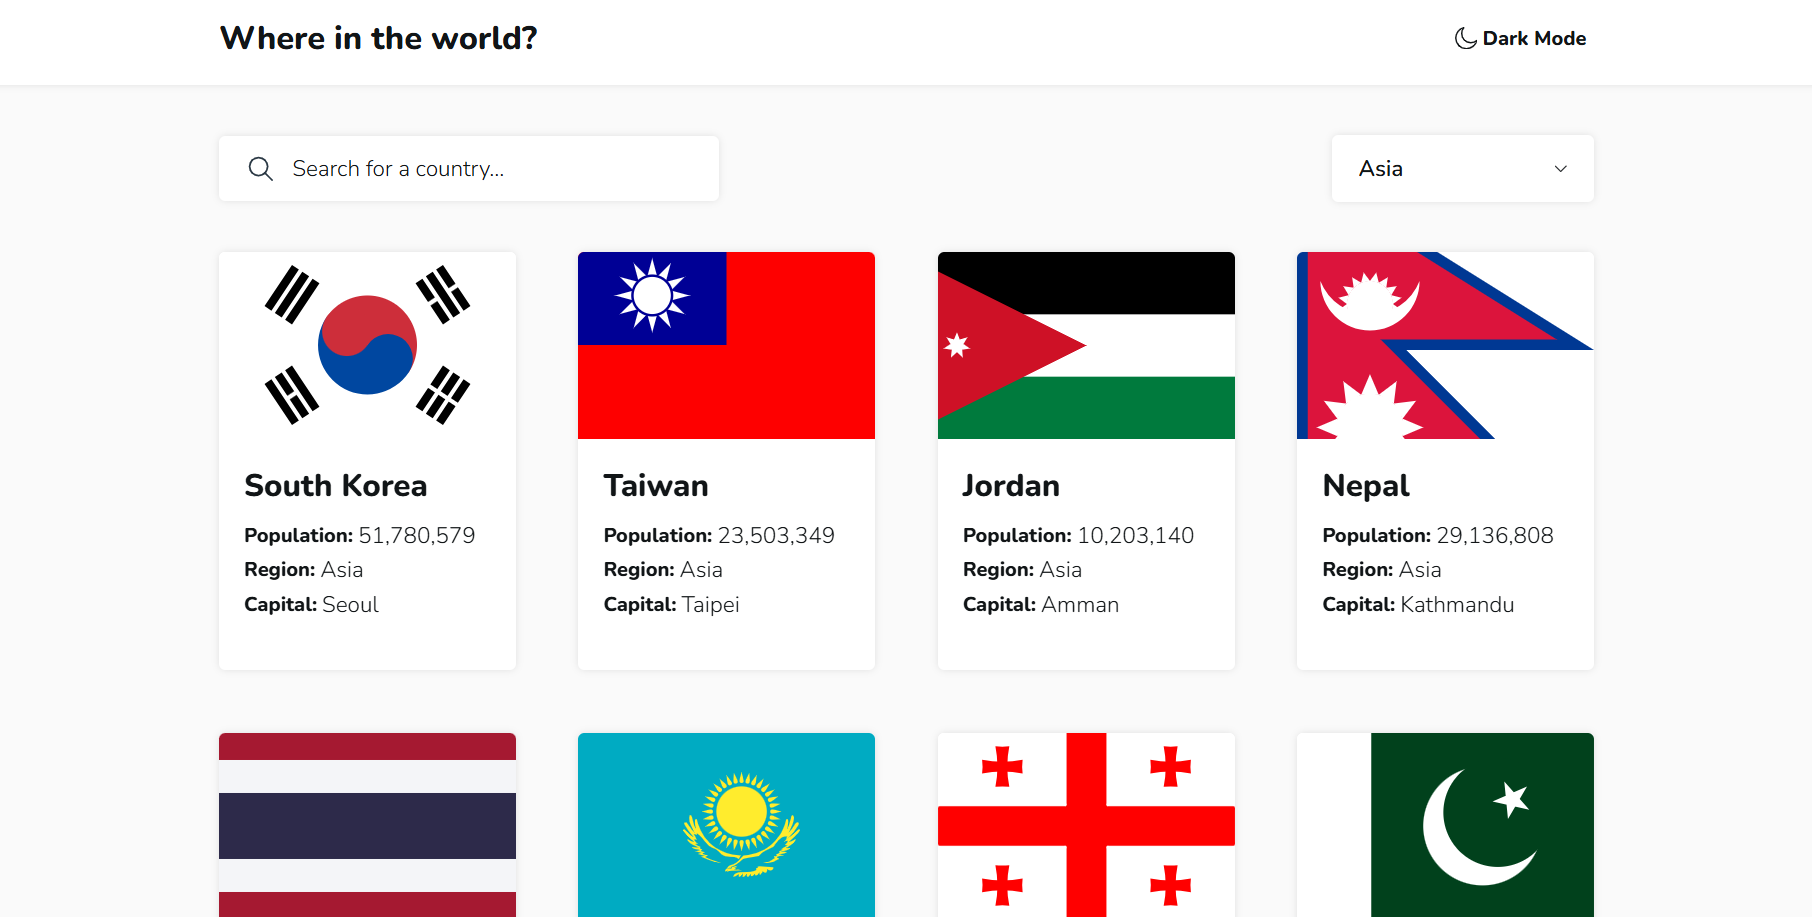 Where in the world?
Dark Mode
Search for a country...
Asia
South Korea
Population: 51,780,579
Region: Asia
Capital: Seoul
Taiwan
Population: 23,503,349
Region: Asia
Capital: Taipei
Jordan
Population: 10,203,140
Region: Asia
Capital: Amman
Nepal
Population: 29,136,808
Region: Asia
Capital: Kathmandu